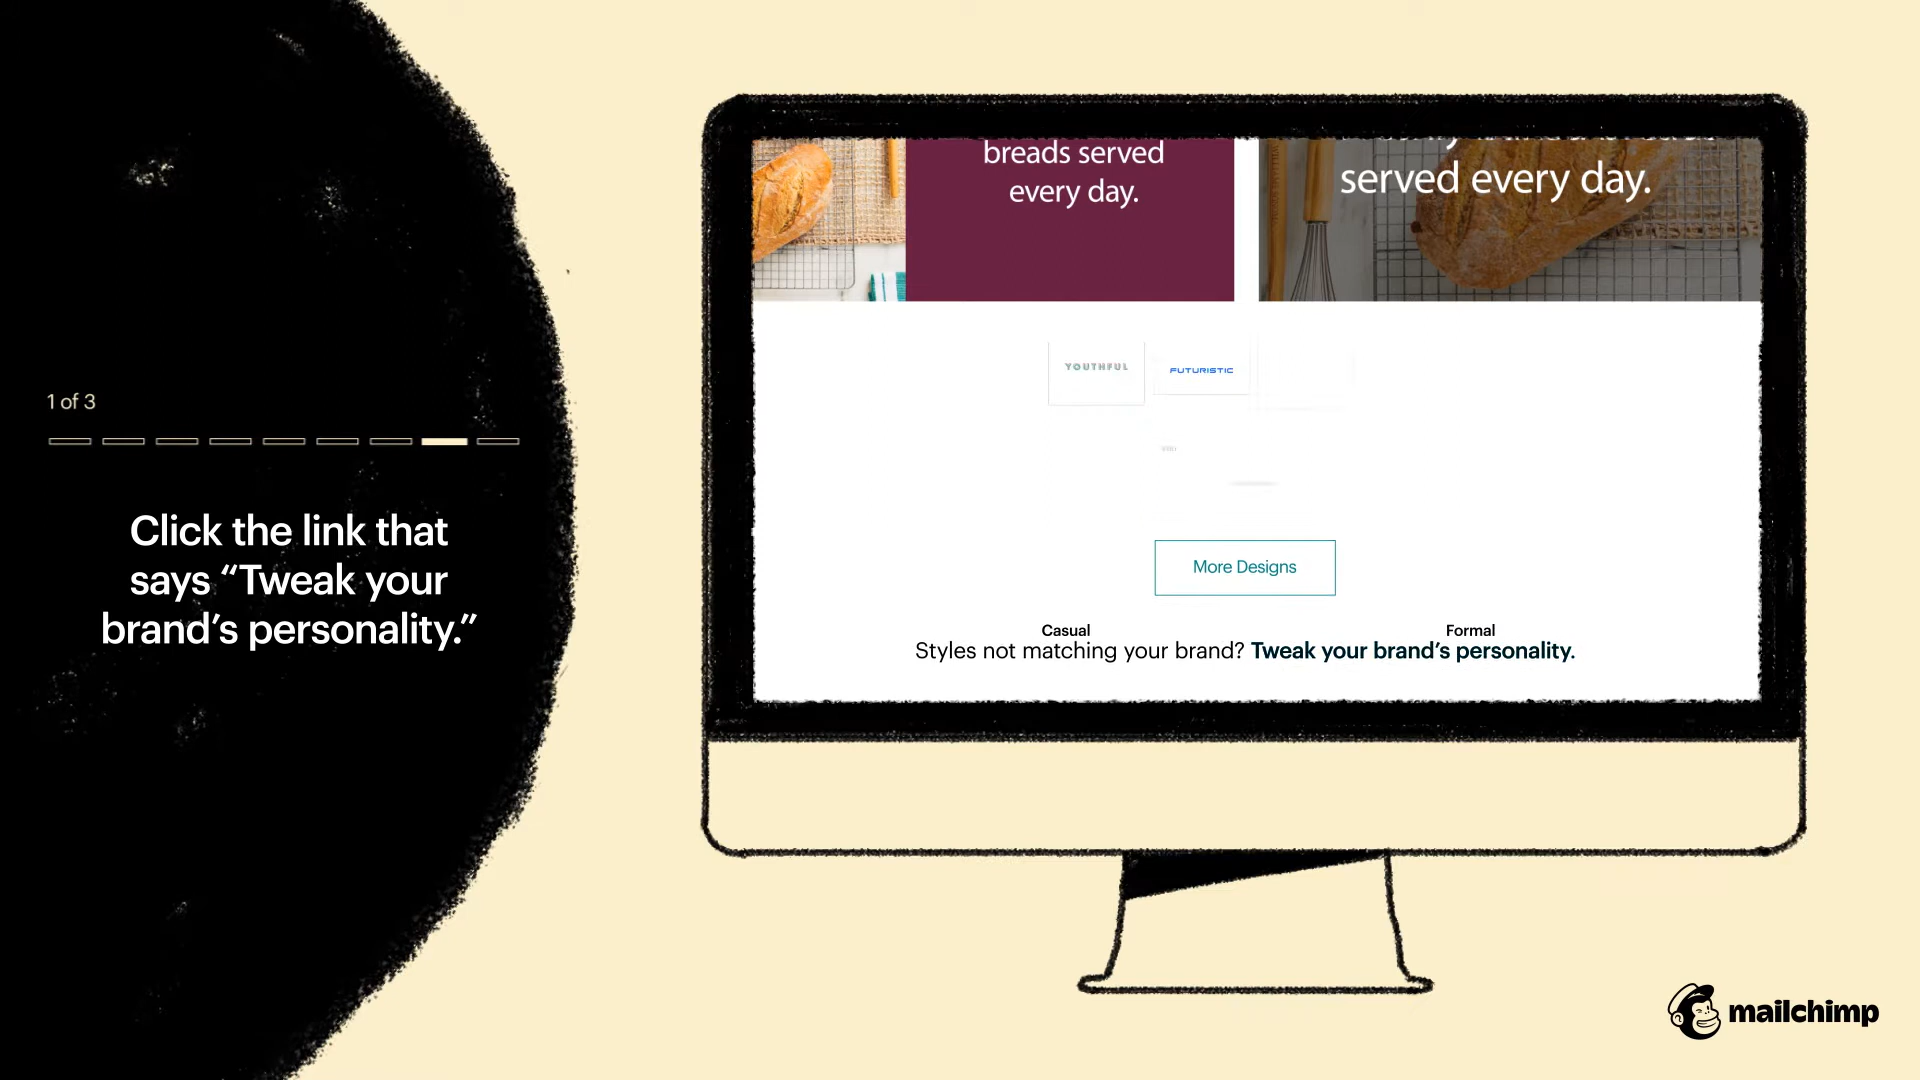 1 of 3
Click the link that
says “Tweak your
brand’s personality.”
breads served
every day.
served every day.
YOUTHFUL
FUTURISTIC
More Designs
Casual
Formal
Styles not matching your brand? Tweak your brand’s personality.
mailchimp